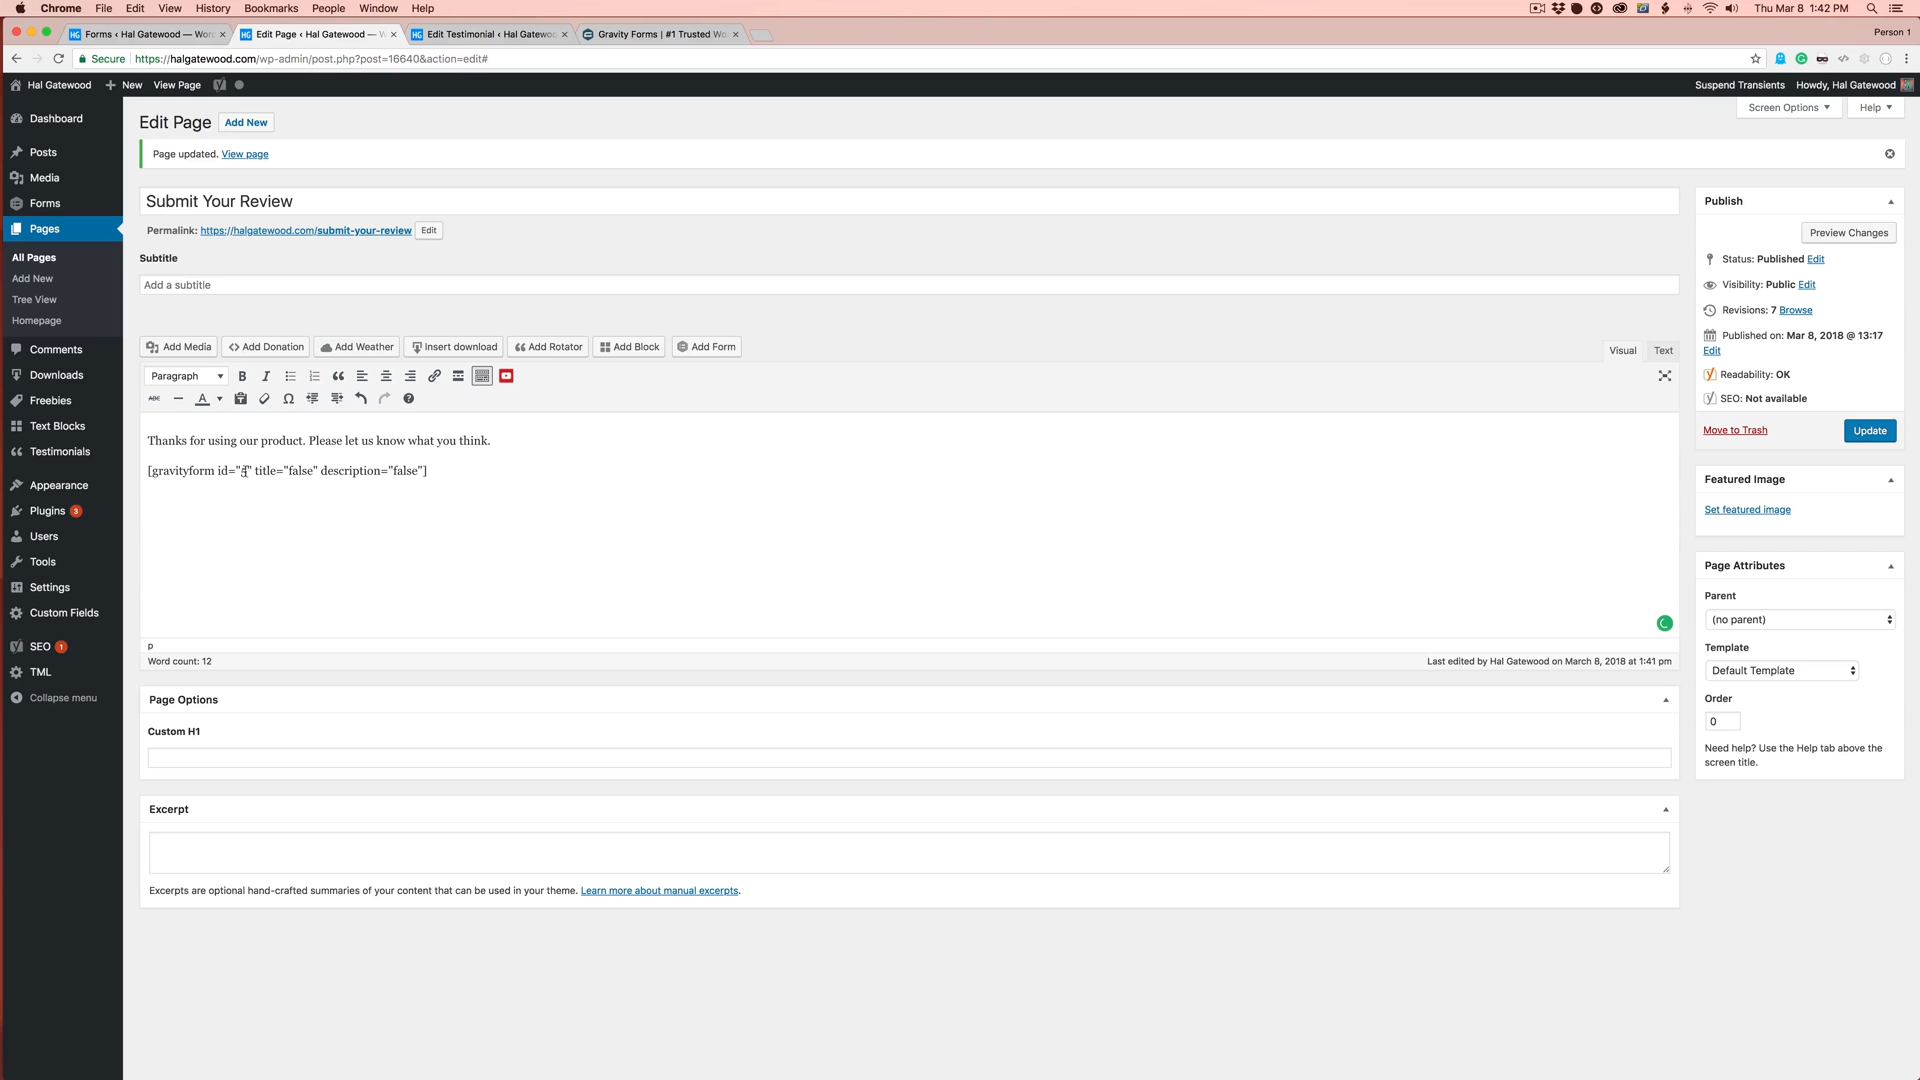 Chrome File Edit View History Bookmarks People Window Help Thu Mar 8 1:42 PM
Forms ‹ Hal Gatewood — Wor Edit Page ‹ Hal Gatewood — W Edit Testimonial ‹ Hal Gatewoo Gravity Forms | #1 Trusted Wo Person 1
Secure https://halgatewood.com/wp-admin/post.php?post=16640&action=edit#
Hal Gatewood New View Page Suspend Transients Howdy, Hal Gatewood
Screen Options Help
Dashboard
Posts
Media
Forms
Pages
All Pages
Add New
Tree View
Homepage
Comments
Downloads
Freebies
Text Blocks
Testimonials
Appearance
Plugins 3
Users
Tools
Settings
Custom Fields
SEO 1
TML
Collapse menu
Edit Page Add New
Page updated. View page
Submit Your Review
Permalink: https://halgatewood.com/submit-your-review Edit
Subtitle
Add a subtitle
Add Media Add Donation Add Weather Insert download Add Rotator Add Block Add Form
Visual Text
Paragraph B I
ABC A
Thanks for using our product. Please let us know what you think.
[gravityform id="5" title="false" description="false"]
p
Word count: 12 Last edited by Hal Gatewood on March 8, 2018 at 1:41 pm
Page Options
Custom H1
Excerpt
Excerpts are optional hand-crafted summaries of your content that can be used in your theme. Learn more about manual excerpts.
Publish
Preview Changes
Status: Published Edit
Visibility: Public Edit
Revisions: 7 Browse
Published on: Mar 8, 2018 @ 13:17
Edit
Readability: OK
SEO: Not available
Move to Trash Update
Featured Image
Set featured image
Page Attributes
Parent
(no parent)
Template
Default Template
Order
0
Need help? Use the Help tab above the
screen title.